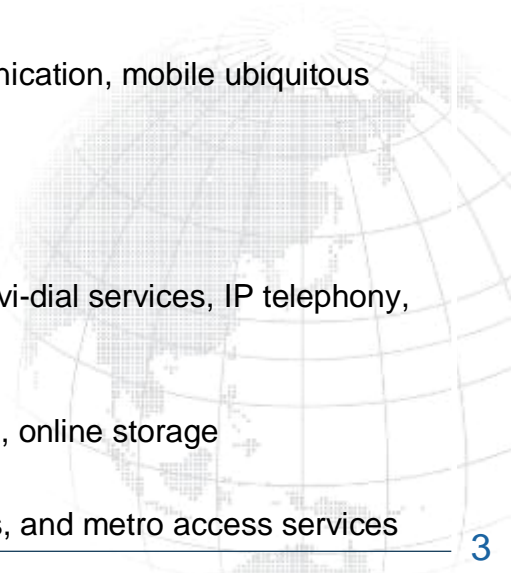 nication, mobile ubiquitous
vi-dial services, IP telephony,
, online storage
s, and metro access services
3